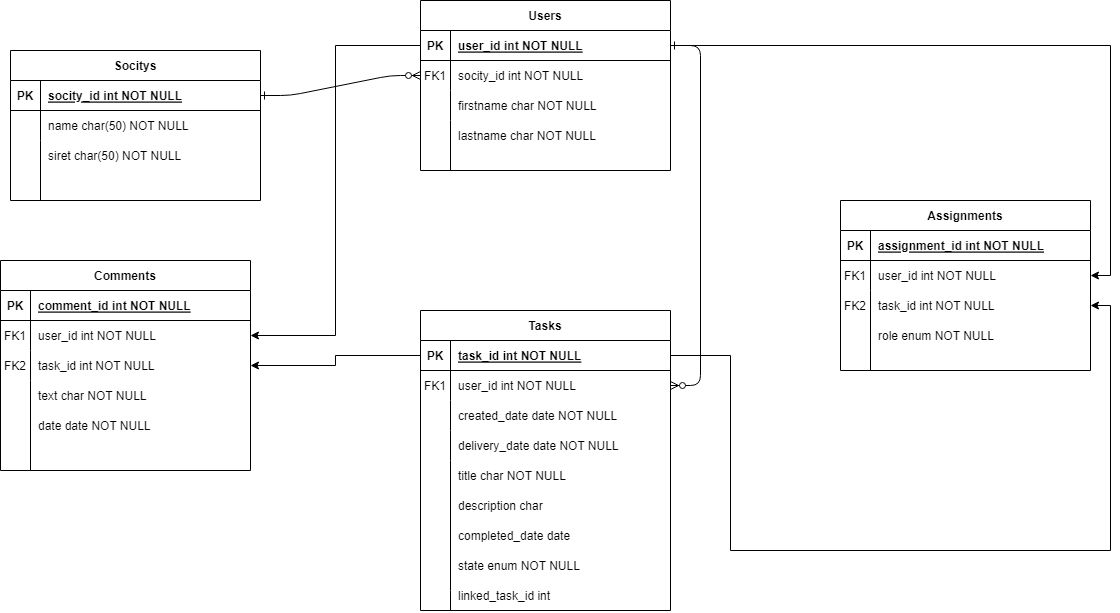 Users
PK user_id int NOT NULL
FK1 socity_id int NOT NULL
firstname char NOT NULL
lastname char NOT NULL
Socitys
PK socity_id int NOT NULL
name char(50) NOT NULL
siret char(50) NOT NULL
Assignments
PK assignment_id int NOT NULL
FK1 user_id int NOT NULL
FK2 task_id int NOT NULL
role enum NOT NULL
Comments
PK comment_id int NOT NULL
FK1 user_id int NOT NULL
FK2 task_id int NOT NULL
text char NOT NULL
date date NOT NULL
Tasks
PK task_id int NOT NULL
FK1 user_id int NOT NULL
created_date date NOT NULL
delivery_date date NOT NULL
title char NOT NULL
description char
completed_date date
state enum NOT NULL
linked_task_id int